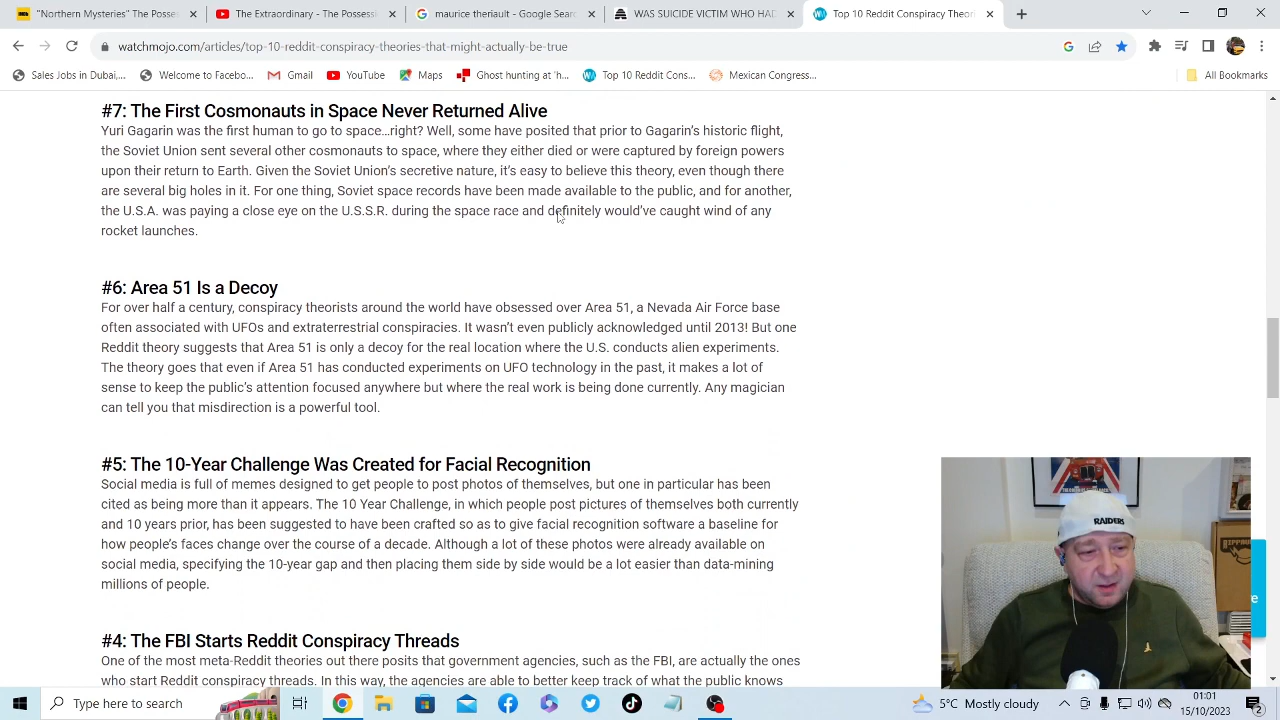 "Northern Mystery" The Posse
The Extraordinary - The Possess
maurice theriault - Google Sear
WAS SUICIDE VICTIM WHO HAD
Top 10 Reddit Conspiracy Theor
watchmojo.com/articles/top-10-reddit-conspiracy-theories-that-might-actually-be-true
Sales Jobs in Dubai,...
Welcome to Facebo...
Gmail
YouTube
Maps
Ghost hunting at 'h...
Top 10 Reddit Cons...
Mexican Congress...
All Bookmarks
#7: The First Cosmonauts in Space Never Returned Alive
Yuri Gagarin was the first human to go to space…right? Well, some have posited that prior to Gagarin's historic flight,
the Soviet Union sent several other cosmonauts to space, where they either died or were captured by foreign powers
upon their return to Earth. Given the Soviet Union's secretive nature, it's easy to believe this theory, even though there
are several big holes in it. For one thing, Soviet space records have been made available to the public, and for another,
the U.S.A. was paying a close eye on the U.S.S.R. during the space race and definitely would've caught wind of any
rocket launches.
#6: Area 51 Is a Decoy
For over half a century, conspiracy theorists around the world have obsessed over Area 51, a Nevada Air Force base
often associated with UFOs and extraterrestrial conspiracies. It wasn't even publicly acknowledged until 2013! But one
Reddit theory suggests that Area 51 is only a decoy for the real location where the U.S. conducts alien experiments.
The theory goes that even if Area 51 has conducted experiments on UFO technology in the past, it makes a lot of
sense to keep the public's attention focused anywhere but where the real work is being done currently. Any magician
can tell you that misdirection is a powerful tool.
#5: The 10-Year Challenge Was Created for Facial Recognition
Social media is full of memes designed to get people to post photos of themselves, but one in particular has been
cited as being more than it appears. The 10 Year Challenge, in which people post pictures of themselves both currently
and 10 years prior, has been suggested to have been crafted so as to give facial recognition software a baseline for
how people's faces change over the course of a decade. Although a lot of these photos were already available on
social media, specifying the 10-year gap and then placing them side by side would be a lot easier than data-mining
millions of people.
RAIDERS
#4: The FBI Starts Reddit Conspiracy Threads
One of the most meta-Reddit theories out there posits that government agencies, such as the FBI, are actually the ones
who start Reddit conspiracy threads. In this way, the agencies are able to better keep track of what the public knows
Type here to search
5°C Mostly cloudy
01:01
15/10/2023
2